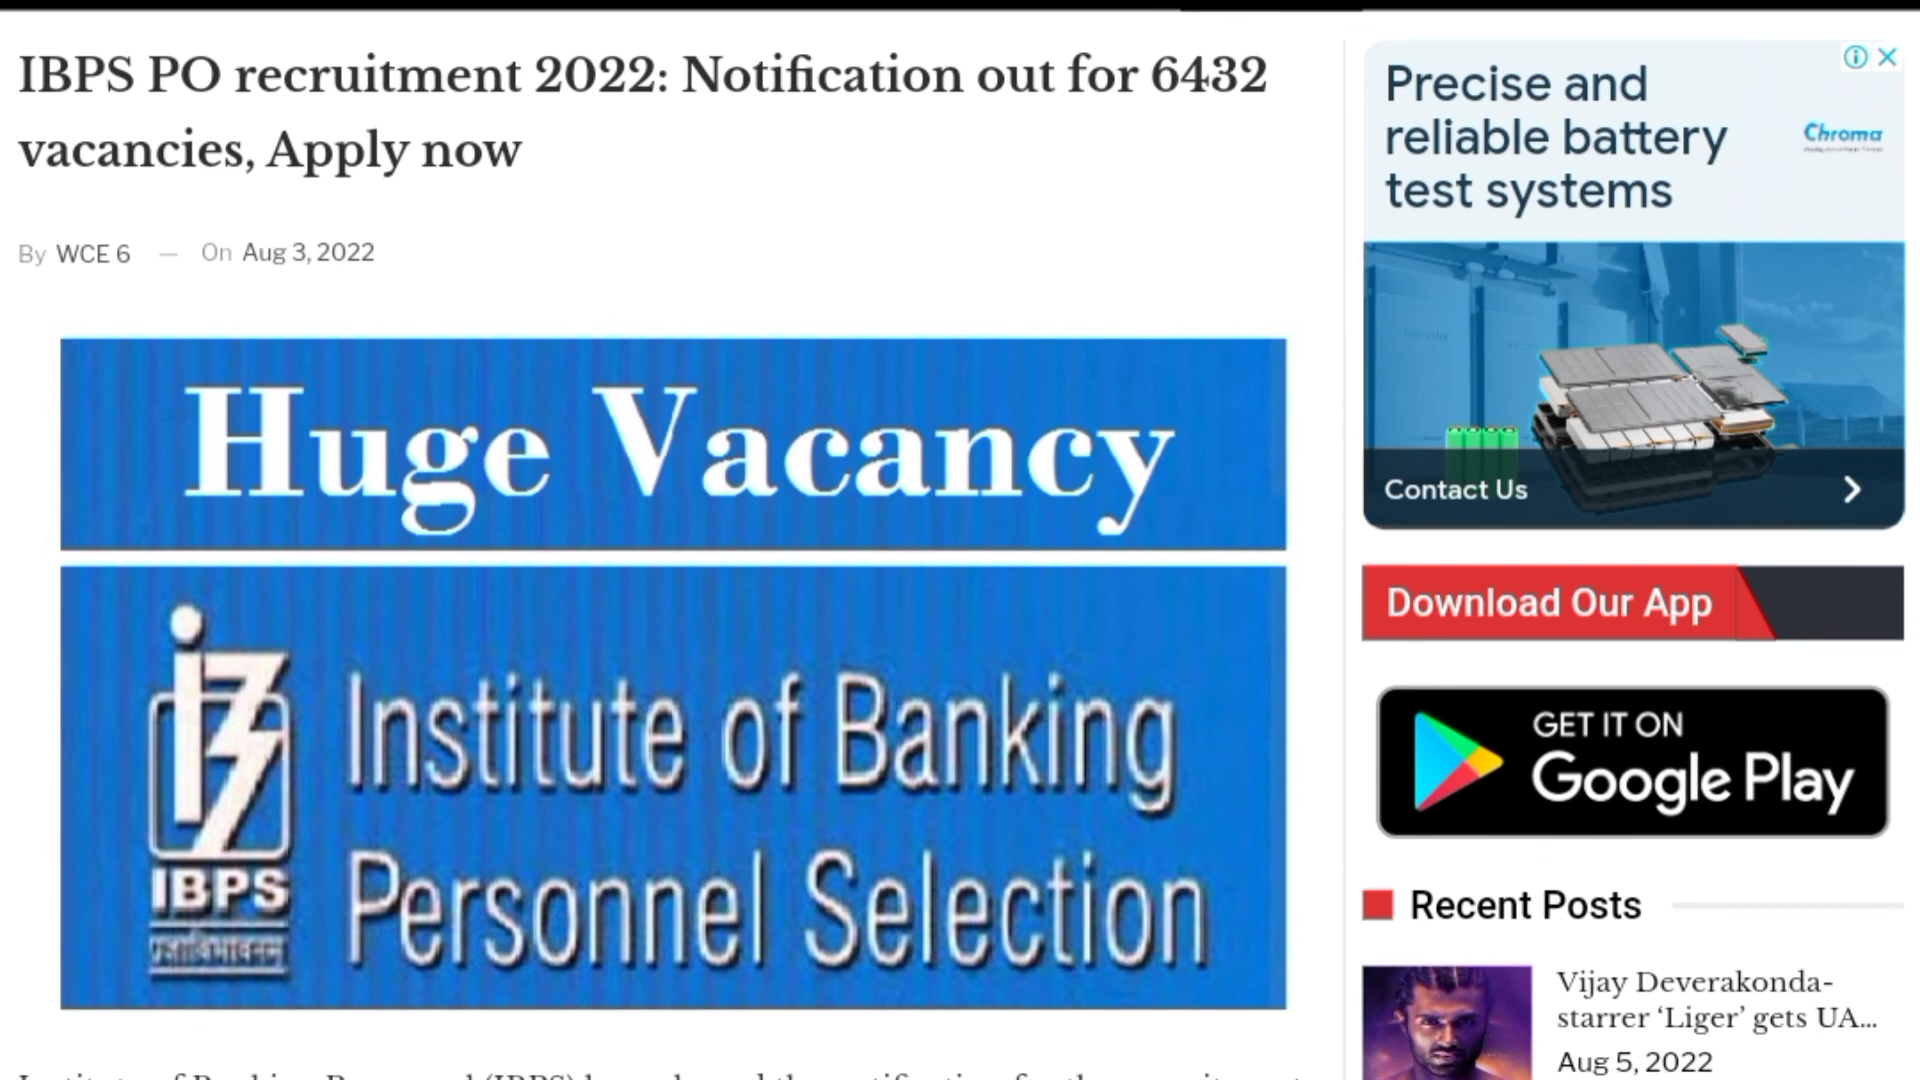 IBPS PO recruitment 2022: Notification out for 6432
vacancies, Apply now
By WCE 6 — On Aug 3, 2022
Huge Vacancy
Institute of Banking
Personnel Selection
IBPS
Precise and
reliable battery
test systems
Chroma
Contact Us
Download Our App
GET IT ON
Google Play
Recent Posts
Vijay Deverakonda-
starrer ‘Liger’ gets UA...
Aug 5, 2022